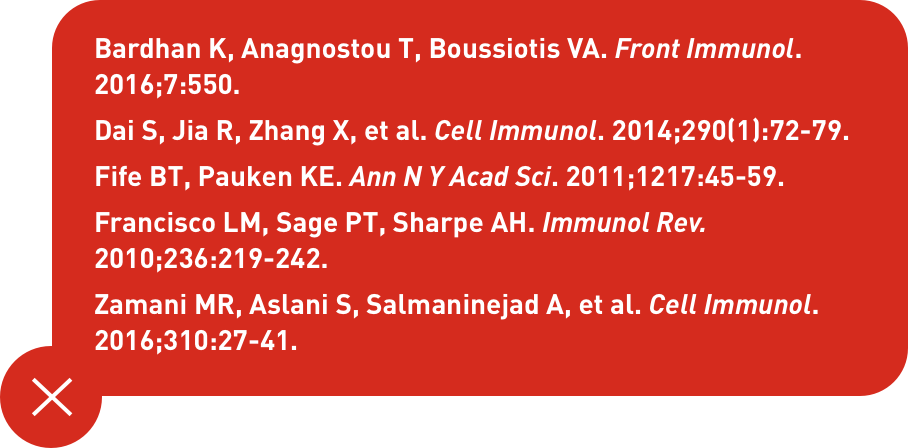 Bardhan K, Anagnostou T, Boussiotis VA. Front Immunol.
2016;7:550.
Dai S, Jia R, Zhang X, et al. Cell Immunol. 2014;290(1):72-79.
Fife BT, Pauken KE. Ann N Y Acad Sci. 2011;1217:45-59.
Francisco LM, Sage PT, Sharpe AH. Immunol Rev.
2010;236:219-242.
Zamani MR, Aslani S, Salmaninejad A, et al. Cell Immunol.
2016;310:27-41.